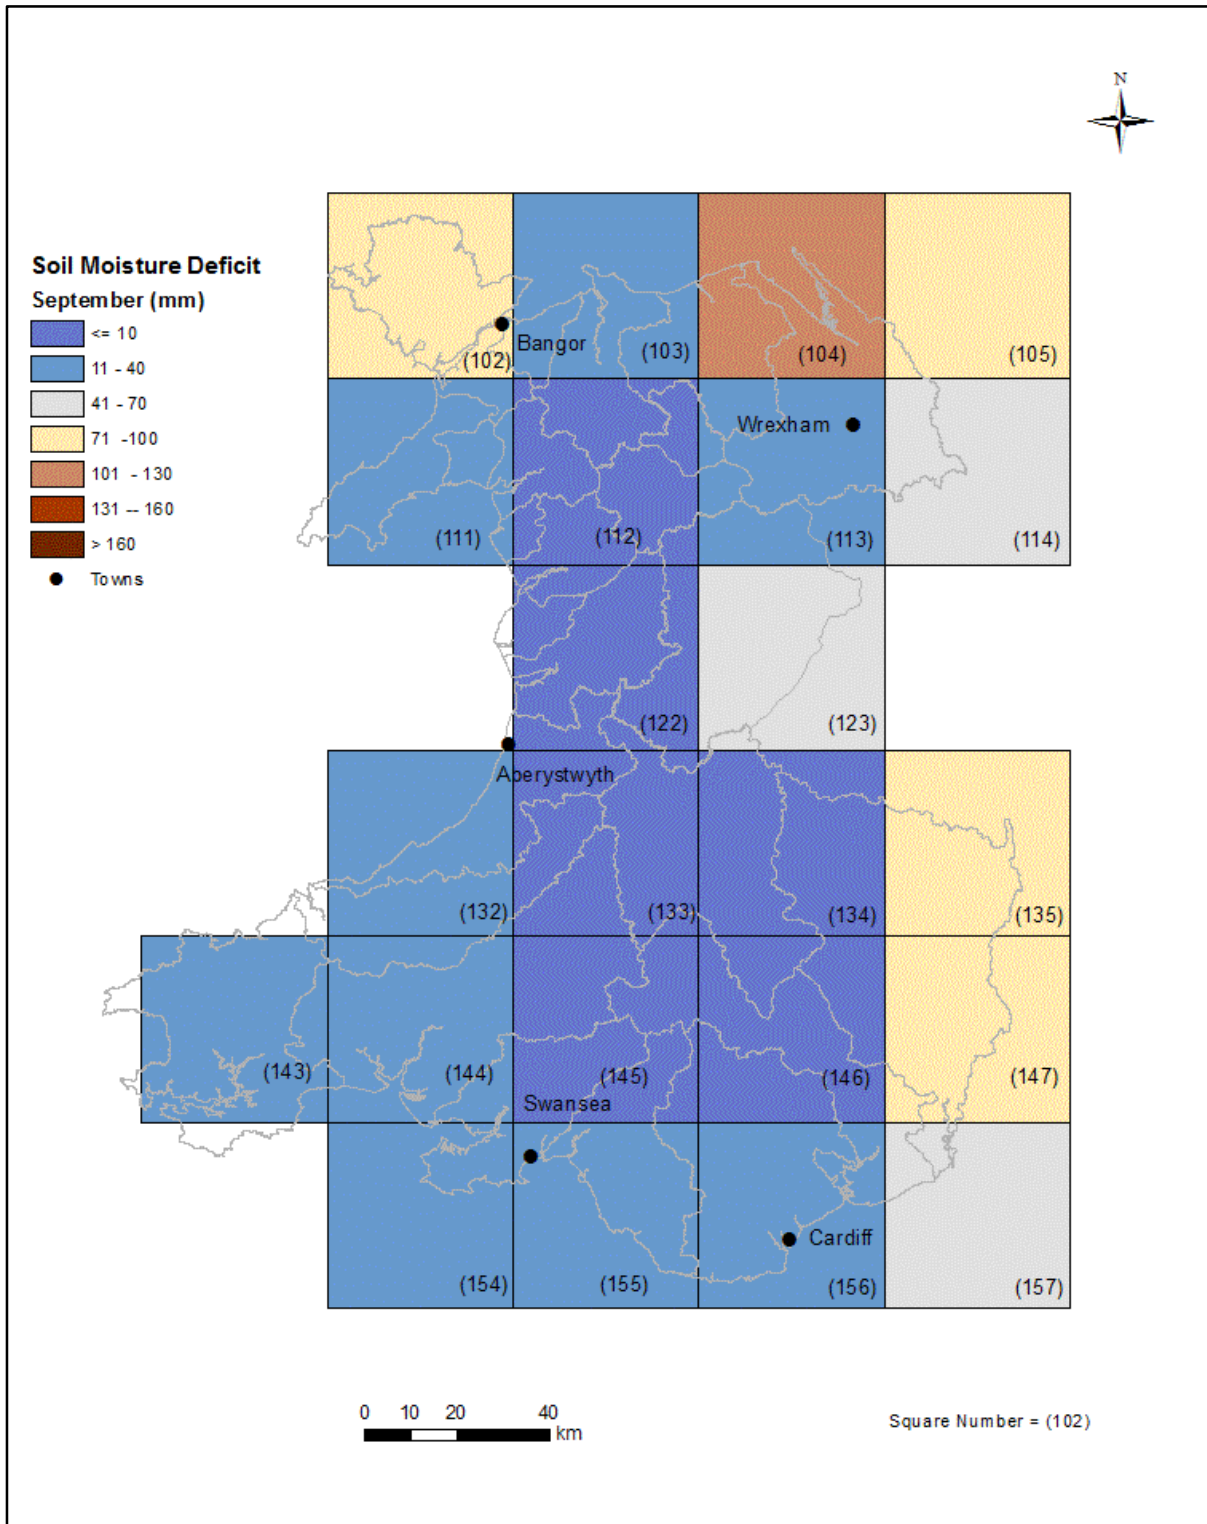 N
Soil Moisture Deficit
September (mm)
<= 10
11 - 40
41 - 70
71 -100
101 - 130
131 -- 160
> 160
Towns
Bangor
(102)
(103)
(104)
(105)
Wrexham
(111)
(112)
(113)
(114)
(122)
(123)
Aberystwyth
(132)
(133)
(134)
(135)
(143)
(144)
(145)
(146)
(147)
Swansea
Cardiff
(154)
(155)
(156)
(157)
0 10 20 40
km
Square Number = (102)